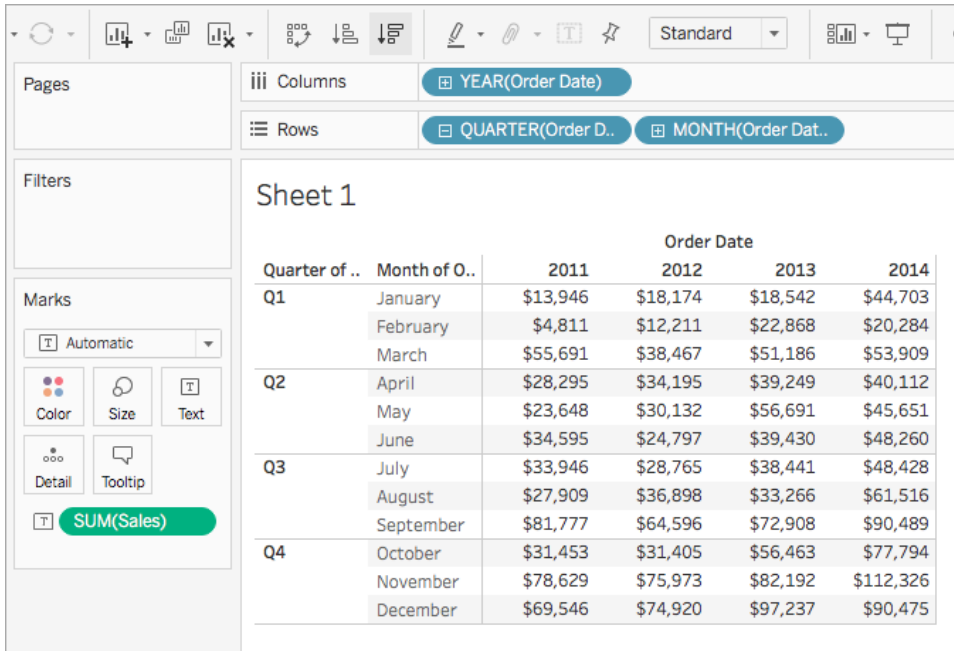 Standard
Pages
iii Columns
YEAR(Order Date)
Rows
QUARTER(Order D..
MONTH(Order Dat..
Filters
Marks
T Automatic
Color
Size
T Text
Detail
Tooltip
T SUM(Sales)
Sheet 1
Order Date
Quarter of .. Month of O.. 2011 2012 2013 2014
Q1 January $13,946 $18,174 $18,542 $44,703
February $4,811 $12,211 $22,868 $20,284
March $55,691 $38,467 $51,186 $53,909
Q2 April $28,295 $34,195 $39,249 $40,112
May $23,648 $30,132 $56,691 $45,651
June $34,595 $24,797 $39,430 $48,260
Q3 July $33,946 $28,765 $38,441 $48,428
August $27,909 $36,898 $33,266 $61,516
September $81,777 $64,596 $72,908 $90,489
Q4 October $31,453 $31,405 $56,463 $77,794
November $78,629 $75,973 $82,192 $112,326
December $69,546 $74,920 $97,237 $90,475